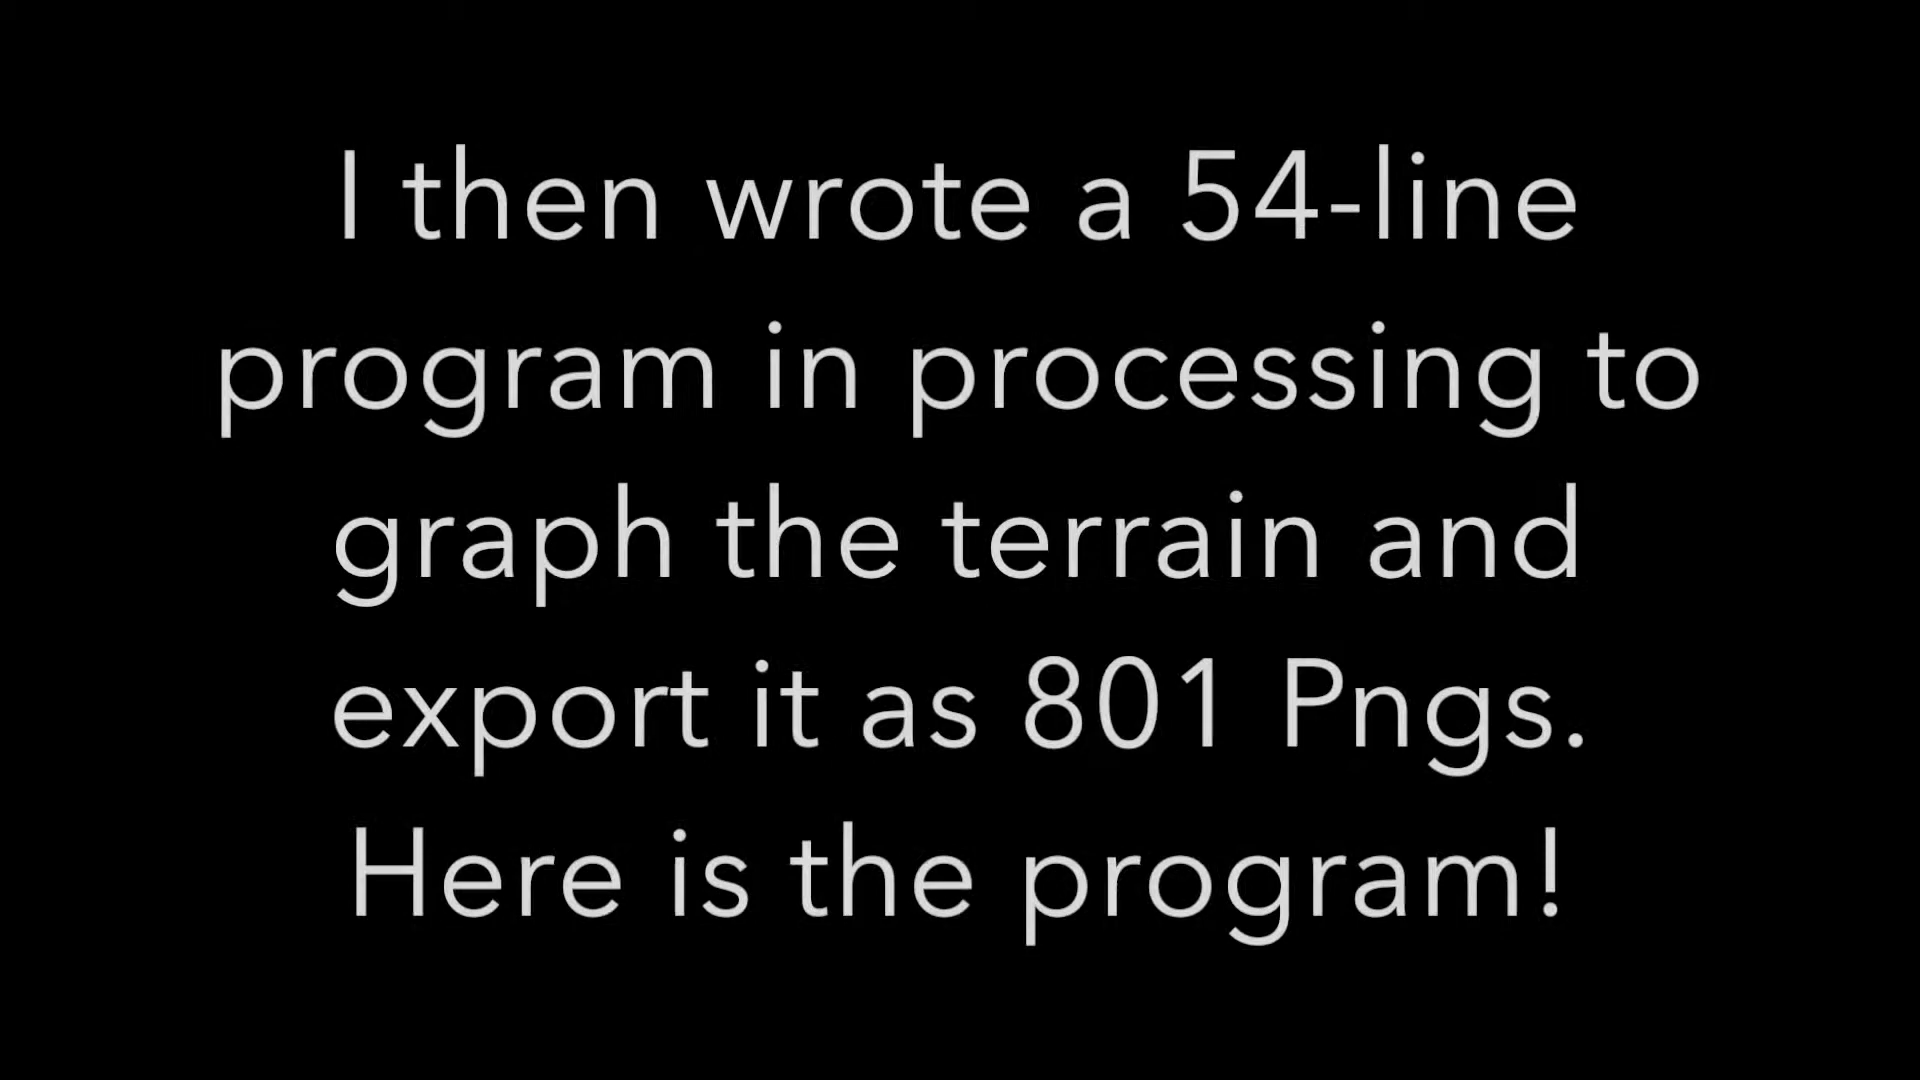 I then wrote a 54-line
program in processing to
graph the terrain and
export it as 801 Pngs.
Here is the program!